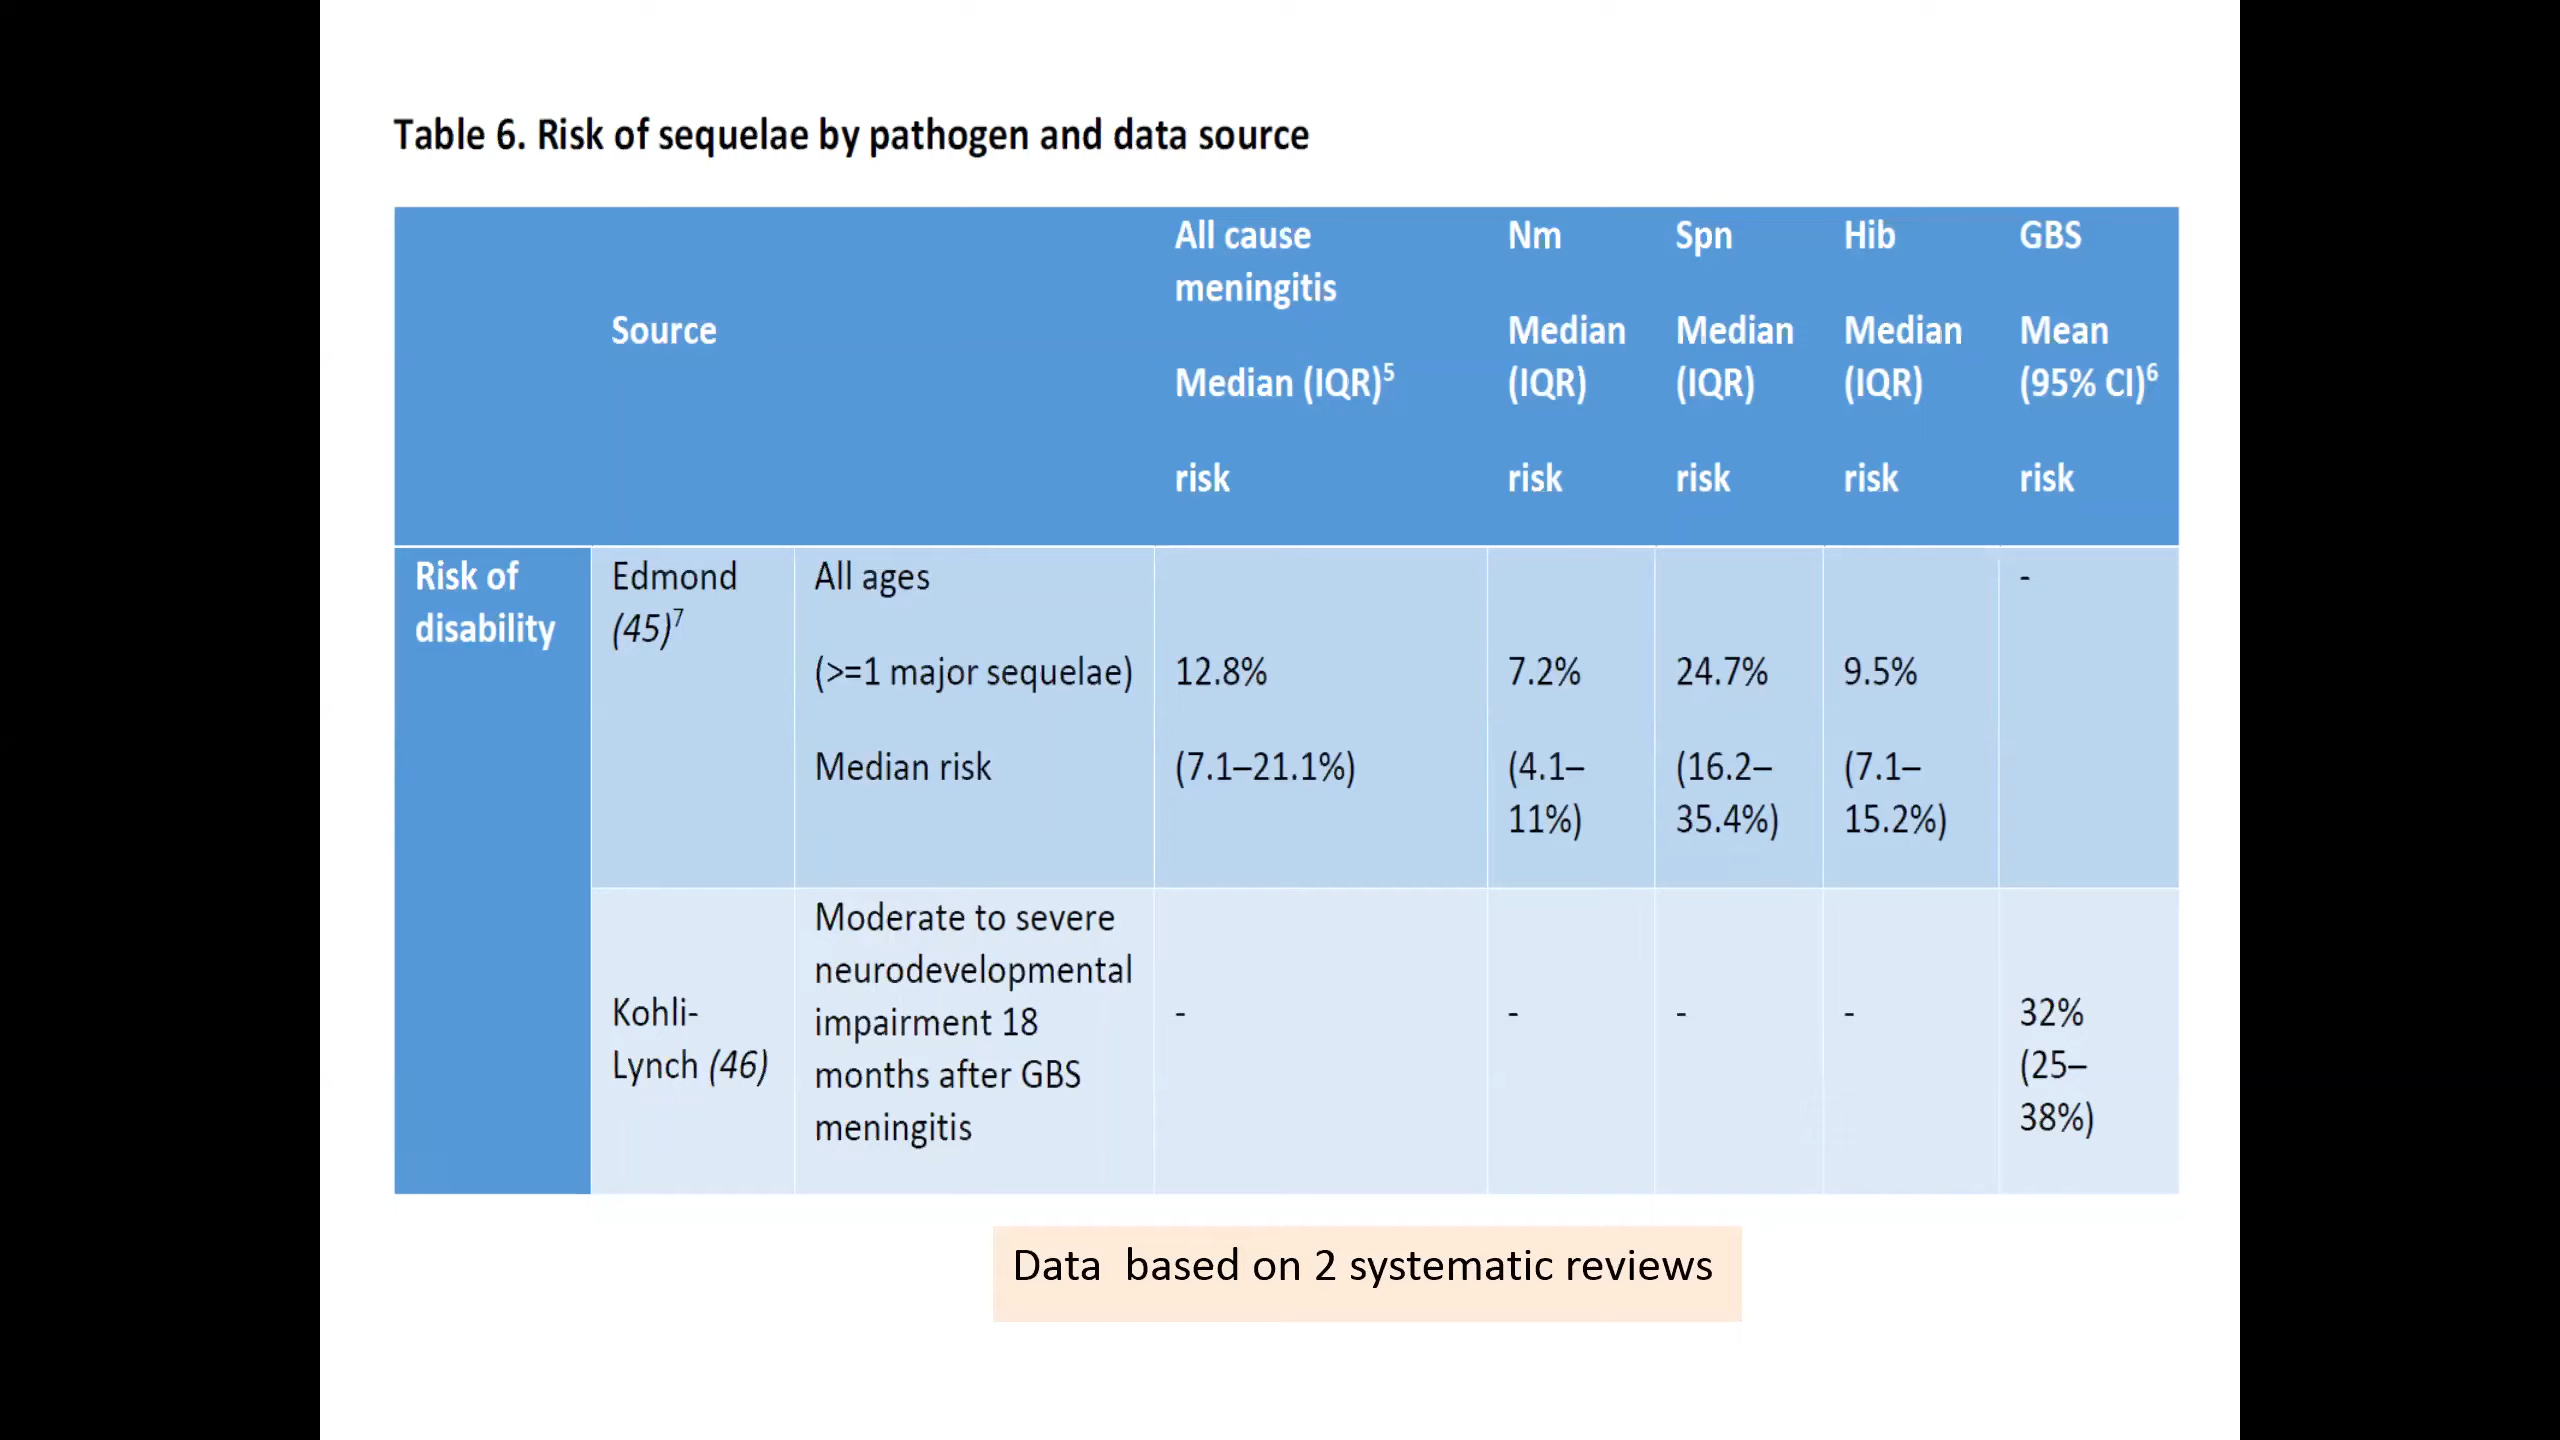 Table 6. Risk of sequelae by pathogen and data source
Source
All cause
meningitis
Median (IQR)5
risk
Nm
Median
(IQR)
risk
Spn
Median
(IQR)
risk
Hib
Median
(IQR)
risk
GBS
Mean
(95% CI)6
risk
Risk of
disability
Edmond
(45)7
All ages
(>=1 major sequelae)
Median risk
12.8%
(7.1–21.1%)
7.2%
(4.1–
11%)
24.7%
(16.2–
35.4%)
9.5%
(7.1–
15.2%)
-
Kohli-
Lynch (46)
Moderate to severe
neurodevelopmental
impairment 18
months after GBS
meningitis
-
-
-
-
32%
(25–
38%)
Data  based on 2 systematic reviews